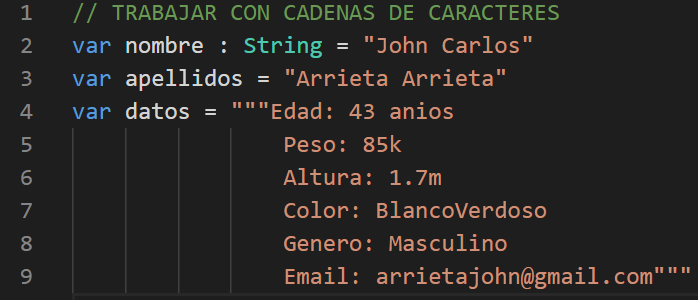 1 // TRABAJAR CON CADENAS DE CARACTERES
2 var nombre : String = "John Carlos"
3 var apellidos = "Arrieta Arrieta"
4 var datos = """Edad: 43 anios
5 Peso: 85k
6 Altura: 1.7m
7 Color: BlancoVerdoso
8 Genero: Masculino
9 Email: arrietajohn@gmail.com"""